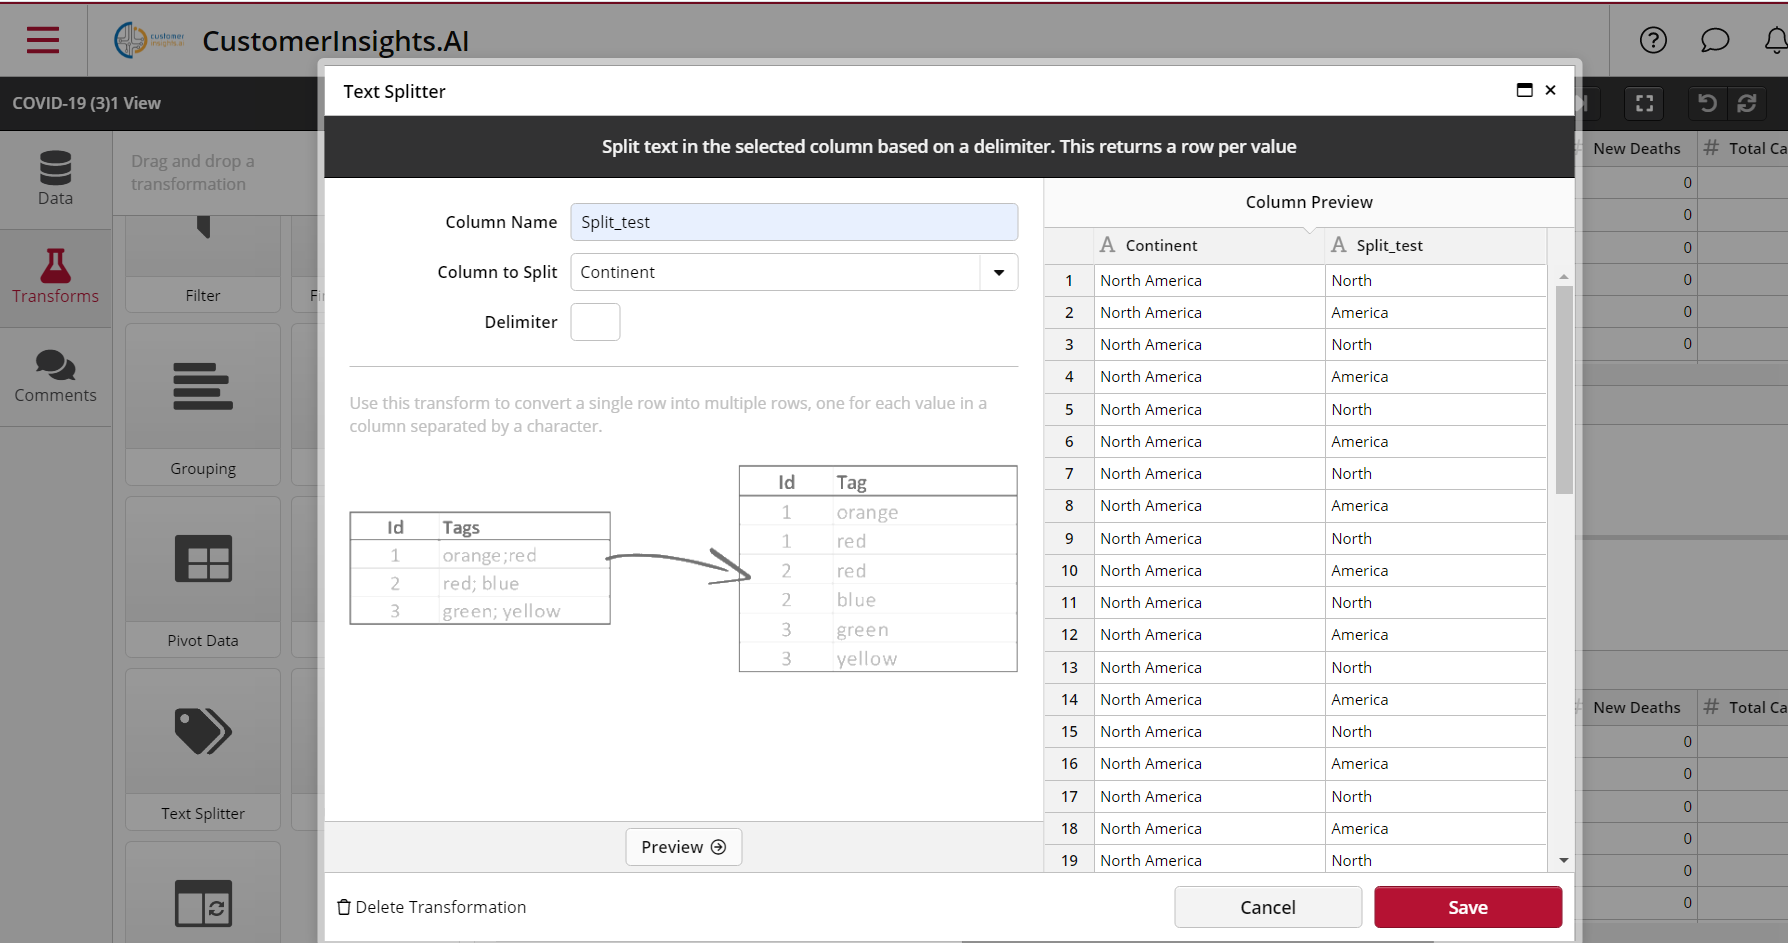 customer
insights.ai
CustomerInsights.AI
COVID-19 (3)1 View
Data
Transforms
Comments
Drag and drop a
transformation
Filter
Grouping
Pivot Data
Text Splitter
Text Splitter
Split text in the selected column based on a delimiter. This returns a row per value
Column Name Split_test
Column to Split Continent
Delimiter
Use this transform to convert a single row into multiple rows, one for each value in a
column separated by a character.
Id Tags
1 orange;red
2 red; blue
3 green; yellow
Id Tag
1 orange
1 red
2 red
2 blue
3 green
3 yellow
Preview
Column Preview
A Continent A Split_test
1 North America North
2 North America America
3 North America North
4 North America America
5 North America North
6 North America America
7 North America North
8 North America America
9 North America North
10 North America America
11 North America North
12 North America America
13 North America North
14 North America America
15 North America North
16 North America America
17 North America North
18 North America America
19 North America North
Delete Transformation
Cancel
Save
# New Deaths # Total Ca
0
0
0
0
0
0
# New Deaths # Total Ca
0
0
0
0
0
0